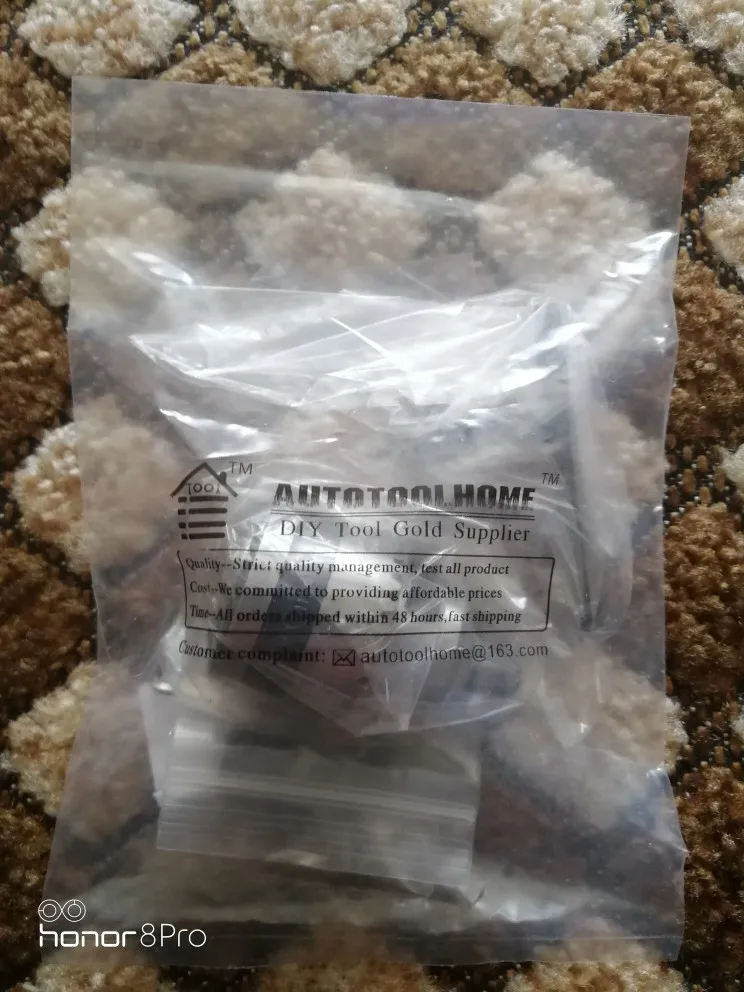 TOOL
TM
AUTOTOOLHOME
TM
DIY Tool Gold Supplier
Quality--Strict quality management, test all product
Cost--We committed to providing affordable prices
Time--All orders shipped within 48 hours,fast shipping
Customer complaint: autotoolhome@163.com
honor 8Pro